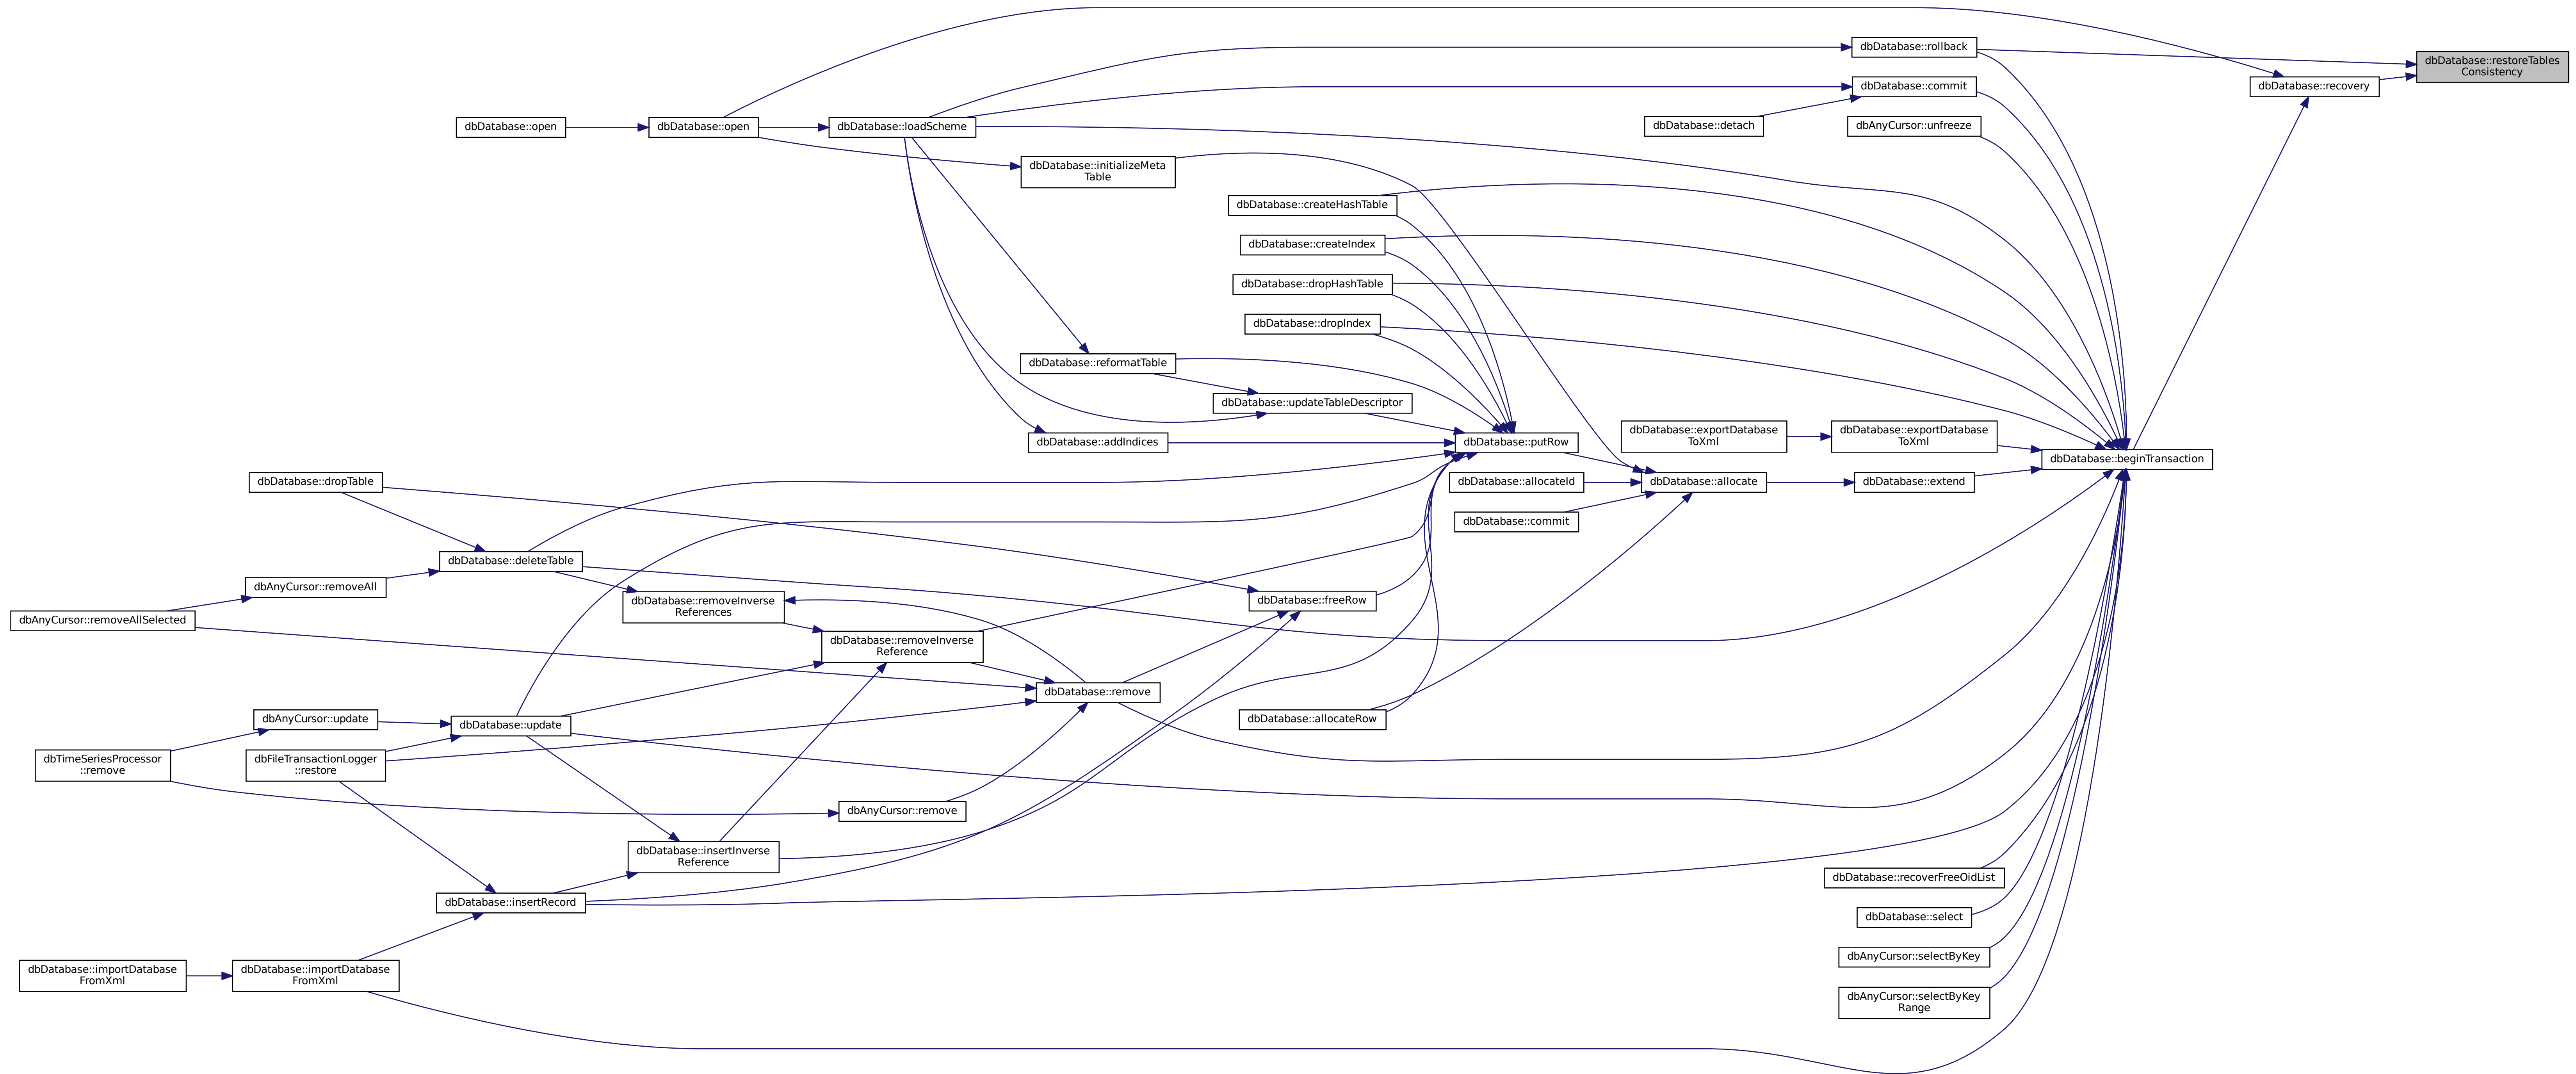 dbDatabase::rollback
dbDatabase::restoreTables
Consistency
dbDatabase::recovery
dbDatabase::commit
dbDatabase::open
dbDatabase::open
dbDatabase::loadScheme
dbDatabase::detach
dbAnyCursor::unfreeze
dbDatabase::initializeMeta
Table
dbDatabase::createHashTable
dbDatabase::createIndex
dbDatabase::dropHashTable
dbDatabase::dropIndex
dbDatabase::reformatTable
dbDatabase::updateTableDescriptor
dbDatabase::addIndices
dbDatabase::putRow
dbDatabase::exportDatabase
ToXml
dbDatabase::exportDatabase
ToXml
dbDatabase::beginTransaction
dbDatabase::dropTable
dbDatabase::allocateId
dbDatabase::allocate
dbDatabase::extend
dbDatabase::commit
dbDatabase::deleteTable
dbAnyCursor::removeAll
dbDatabase::removeInverse
References
dbDatabase::freeRow
dbAnyCursor::removeAllSelected
dbDatabase::removeInverse
Reference
dbDatabase::remove
dbAnyCursor::update
dbDatabase::update
dbDatabase::allocateRow
dbTimeSeriesProcessor
::remove
dbFileTransactionLogger
::restore
dbAnyCursor::remove
dbDatabase::insertInverse
Reference
dbDatabase::recoverFreeOidList
dbDatabase::insertRecord
dbDatabase::select
dbAnyCursor::selectByKey
dbDatabase::importDatabase
FromXml
dbDatabase::importDatabase
FromXml
dbAnyCursor::selectByKey
Range